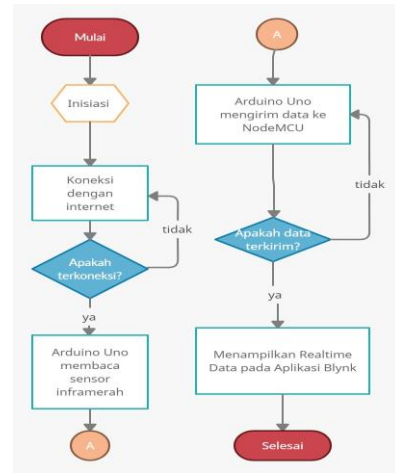 Mulai
Inisiasi
Koneksi
dengan
internet
tidak
Apakah
terkoneksi?
ya
Arduino Uno
membaca
sensor
inframerah
A
A
Arduino Uno
mengirim data ke
NodeMCU
tidak
Apakah data
terkirim?
ya
Menampilkan Realtime
Data pada Aplikasi Blynk
Selesai